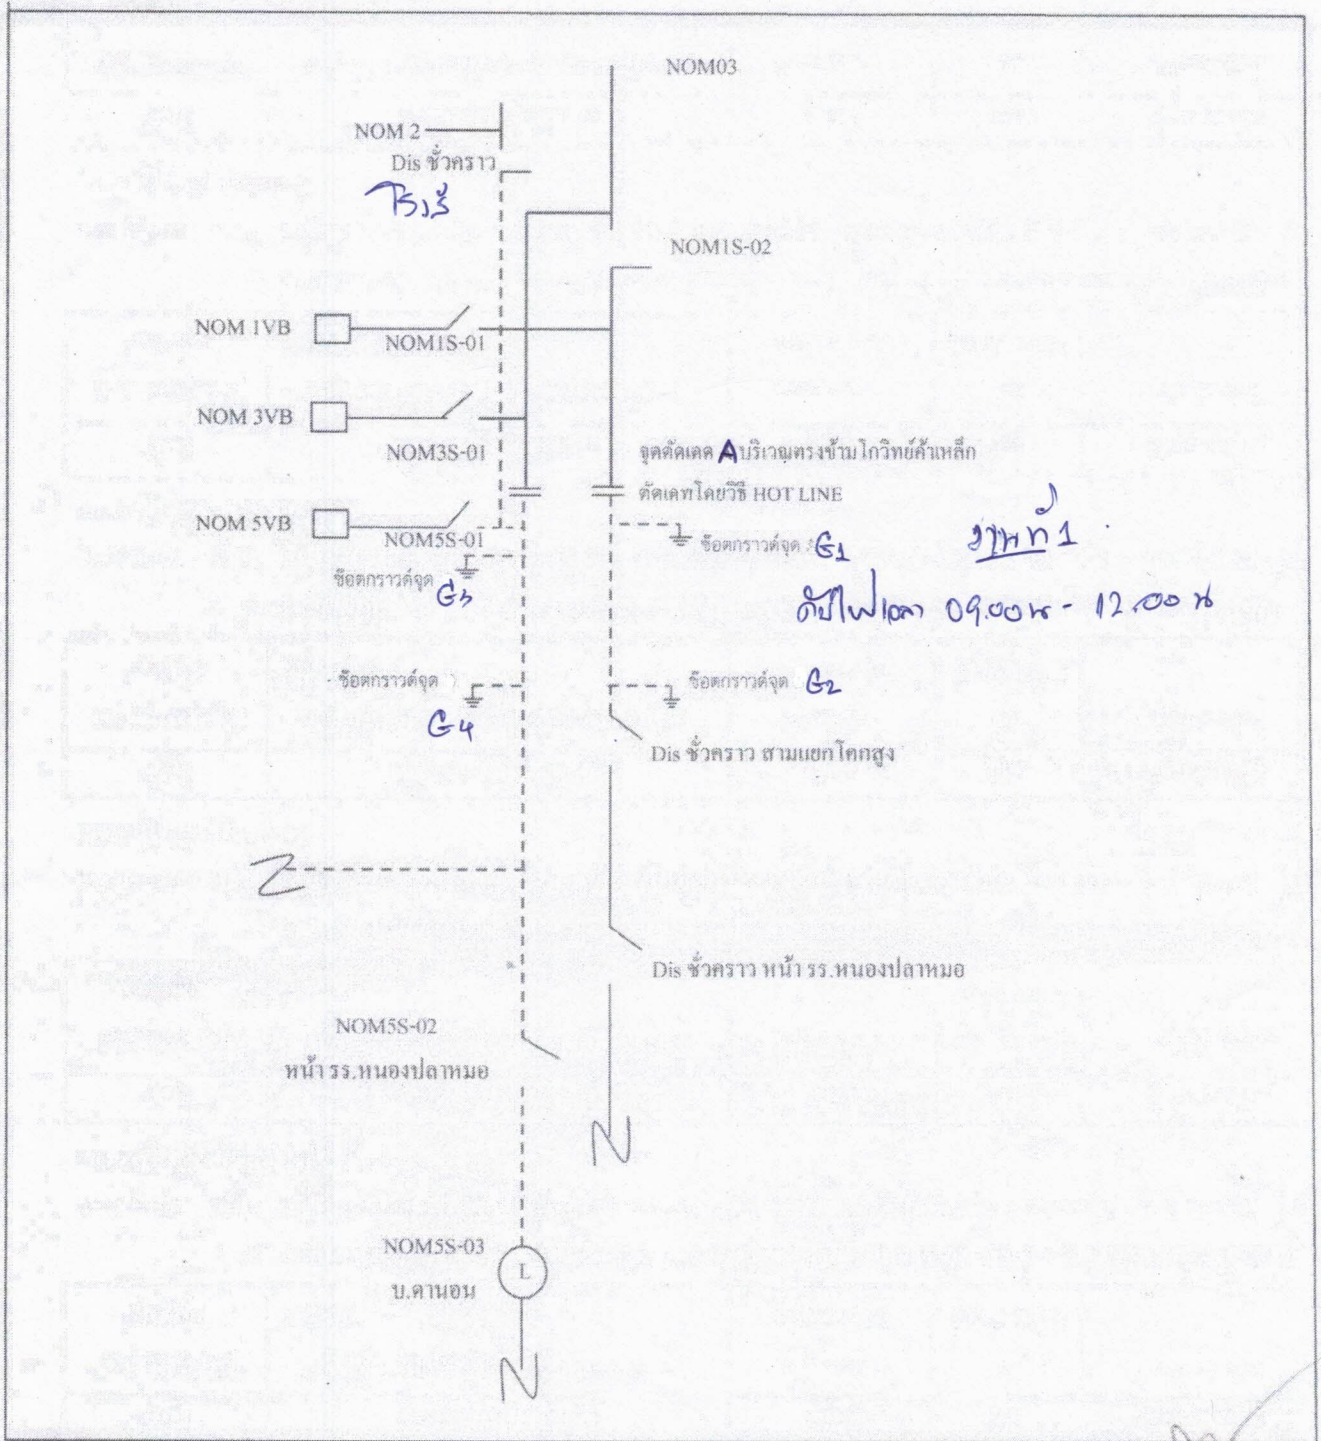 NOM03
NOM 2
Dis ชั่วคราว
NOM1S-02
NOM 1VB
NOM1S-01
NOM 3VB
NOM3S-01
จุดตัดเดด A บริเวณตรงข้ามโกวิทย์ค้าเหล็ก
ตัดเดทโดยวิธี HOT LINE
NOM 5VB
NOM5S-01
ช๊อตกราวด์จุด G1
งานที่ 1
ช๊อตกราวด์จุด G3
ดับไฟเวลา 09.00 น - 12.00 น
ช๊อตกราวด์จุด G2
ช๊อตกราวด์จุด
G4
Dis ชั่วคราว สามแยกโคกสูง
Dis ชั่วคราว หน้า รร.หนองปลาหมอ
NOM5S-02
หน้า รร.หนองปลาหมอ
NOM5S-03
L
บ.ดานอน